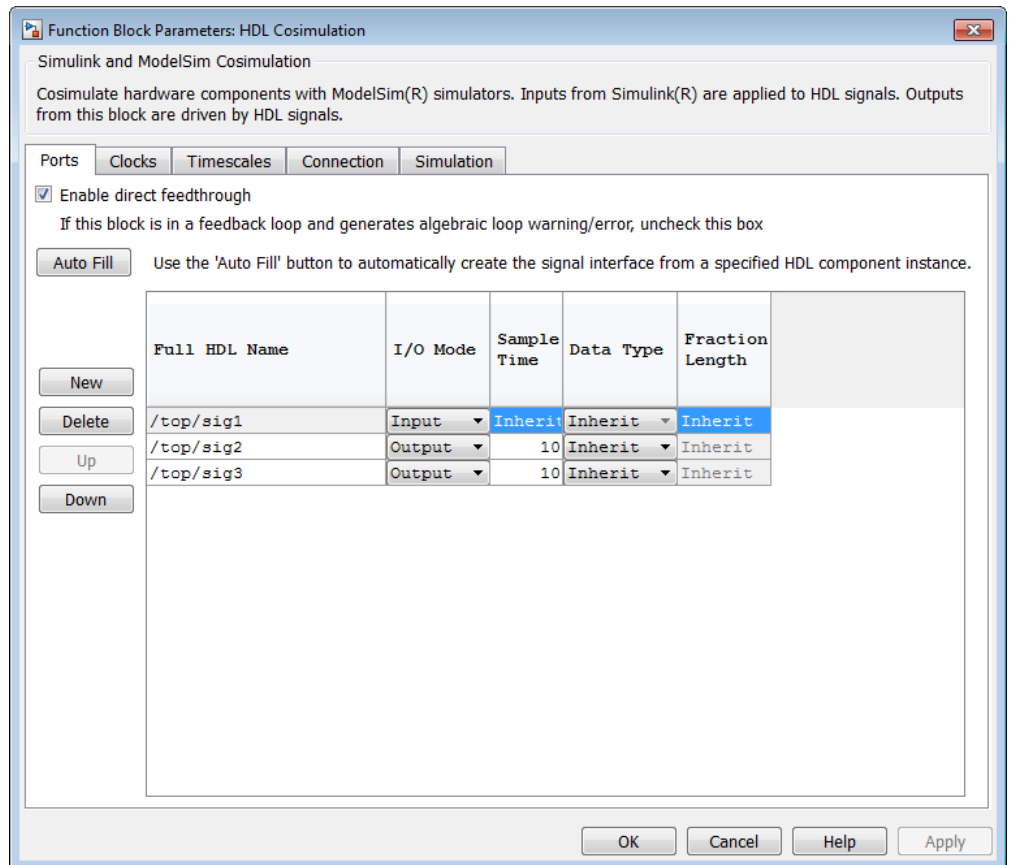 Function Block Parameters: HDL Cosimulation
Simulink and ModelSim Cosimulation
Cosimulate hardware components with ModelSim(R) simulators. Inputs from Simulink(R) are applied to HDL signals. Outputs
from this block are driven by HDL signals.
Ports Clocks Timescales Connection Simulation
Enable direct feedthrough
If this block is in a feedback loop and generates algebraic loop warning/error, uncheck this box
Auto Fill Use the 'Auto Fill' button to automatically create the signal interface from a specified HDL component instance.
Full HDL Name I/O Mode Sample Time Data Type Fraction Length
New
Delete /top/sig1 Input Inherit Inherit Inherit
/top/sig2 Output 10 Inherit Inherit
Up
/top/sig3 Output 10 Inherit Inherit
Down
OK Cancel Help Apply